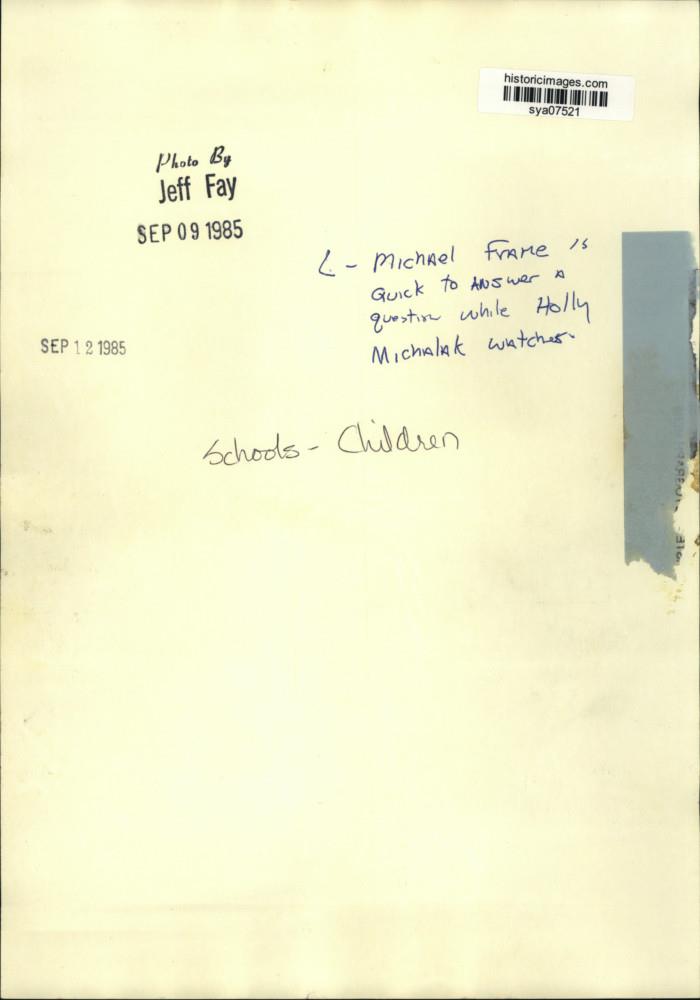 historicimages.com
sya07521
Photo By
Jeff Fay
SEP 09 1985
L - Michael Frame is
Quick to Answer a
question while Holly
Michalak watches.
SEP 12 1985
Schools - Children